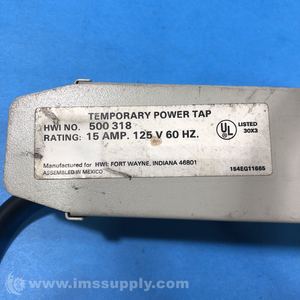 TEMPORARY POWER TAP
HWI NO. 500 318
RATING: 15 AMP. 125 V 60 HZ.
UL LISTED
30X3
Manufactured for HWI: FORT WAYNE, INDIANA 46801
ASSEMBLED IN MEXICO
184EG11665
© www.imssupply.com